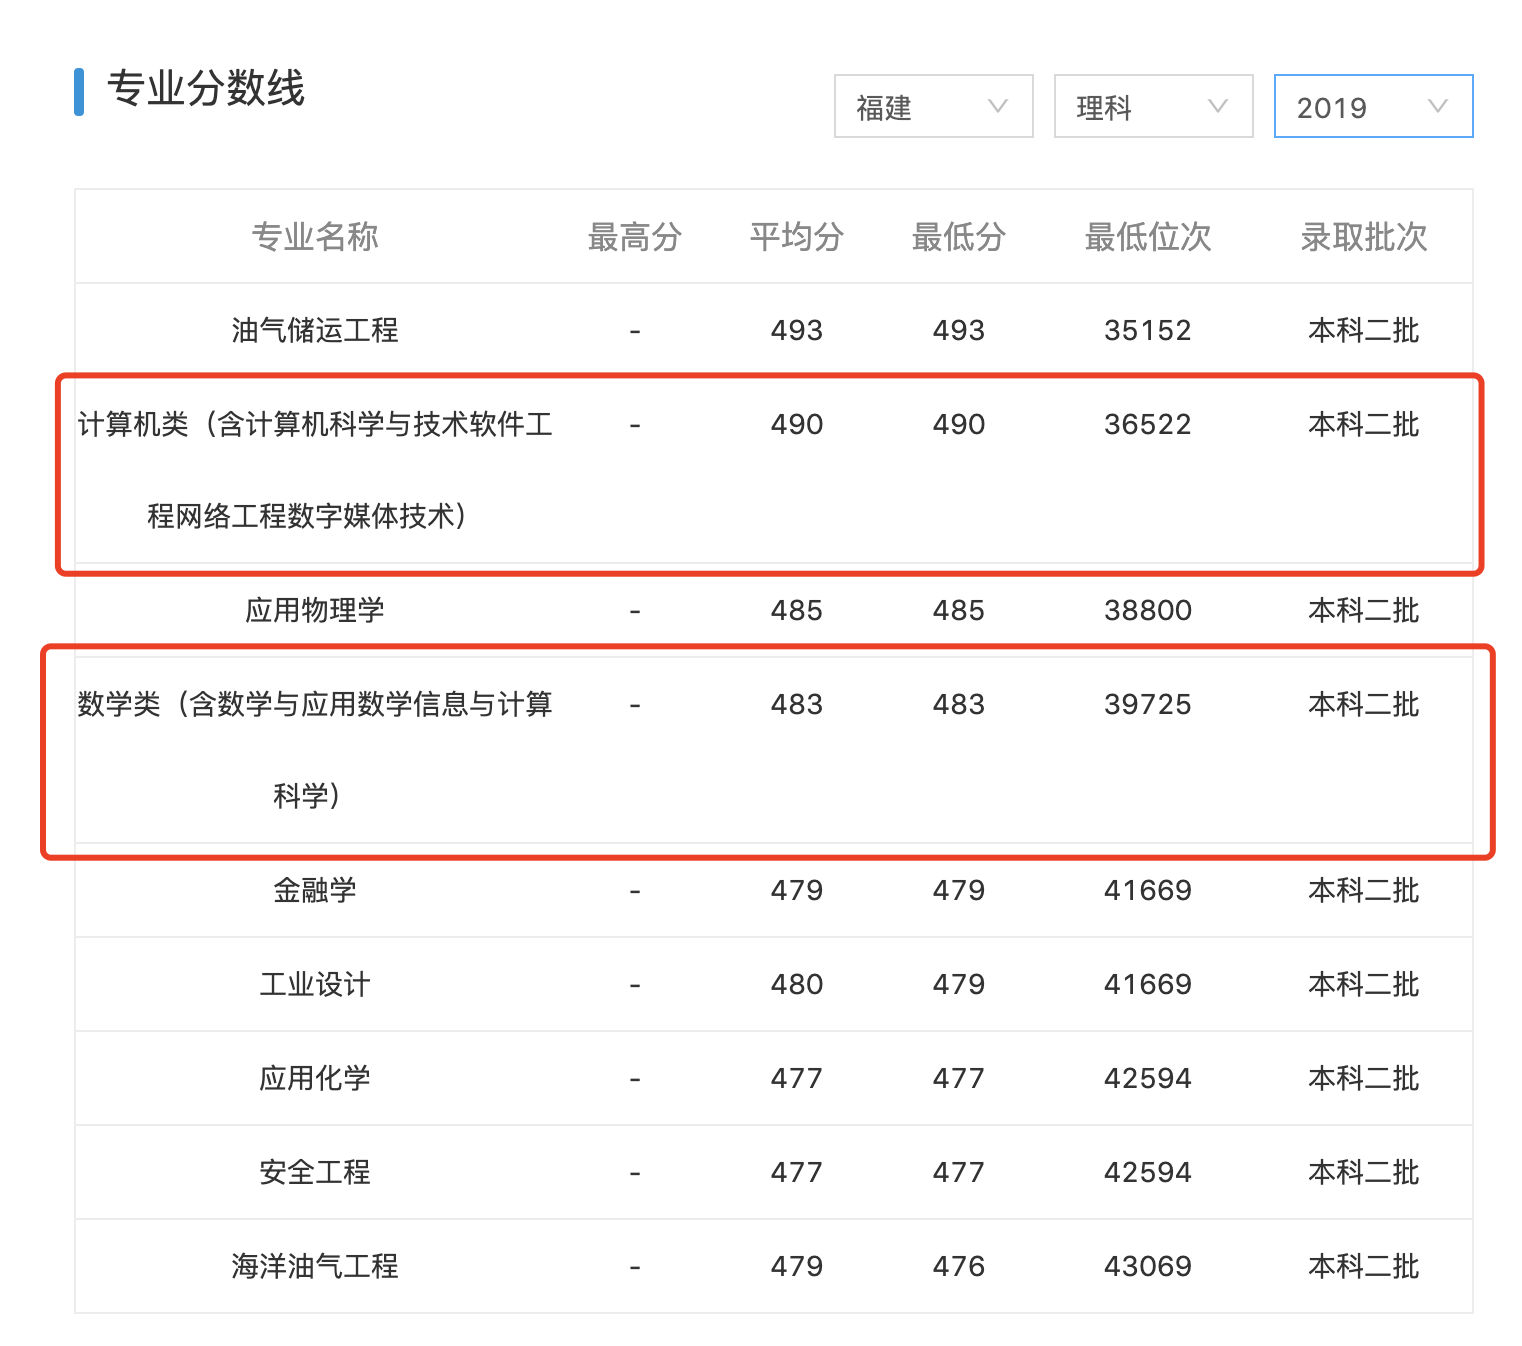 专业分数线
福建 理科 2019
专业名称 最高分 平均分 最低分 最低位次 录取批次
油气储运工程 - 493 493 35152 本科二批
计算机类（含计算机科学与技术软件工 - 490 490 36522 本科二批
程网络工程数字媒体技术）
应用物理学 - 485 485 38800 本科二批
数学类（含数学与应用数学信息与计算 - 483 483 39725 本科二批
科学）
金融学 - 479 479 41669 本科二批
工业设计 - 480 479 41669 本科二批
应用化学 - 477 477 42594 本科二批
安全工程 - 477 477 42594 本科二批
海洋油气工程 - 479 476 43069 本科二批